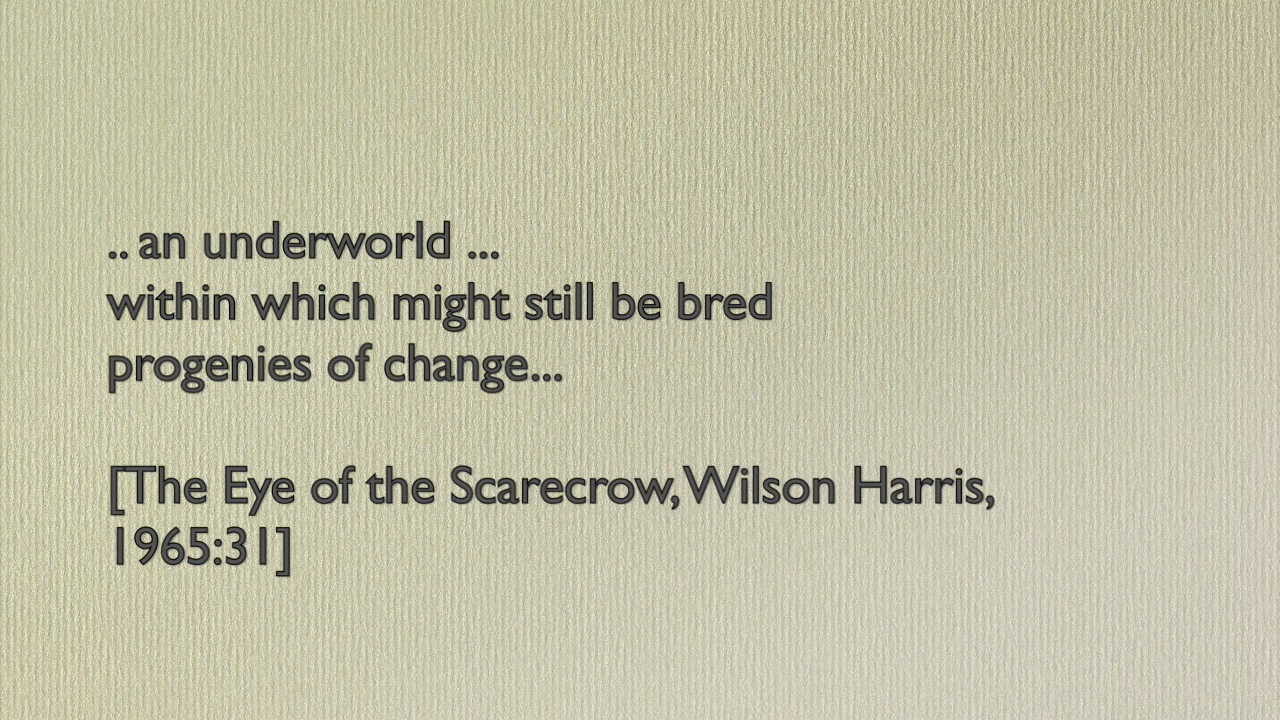 .. an underworld ...
within which might still be bred
progenies of change...
[The Eye of the Scarecrow, Wilson Harris,
1965:31]